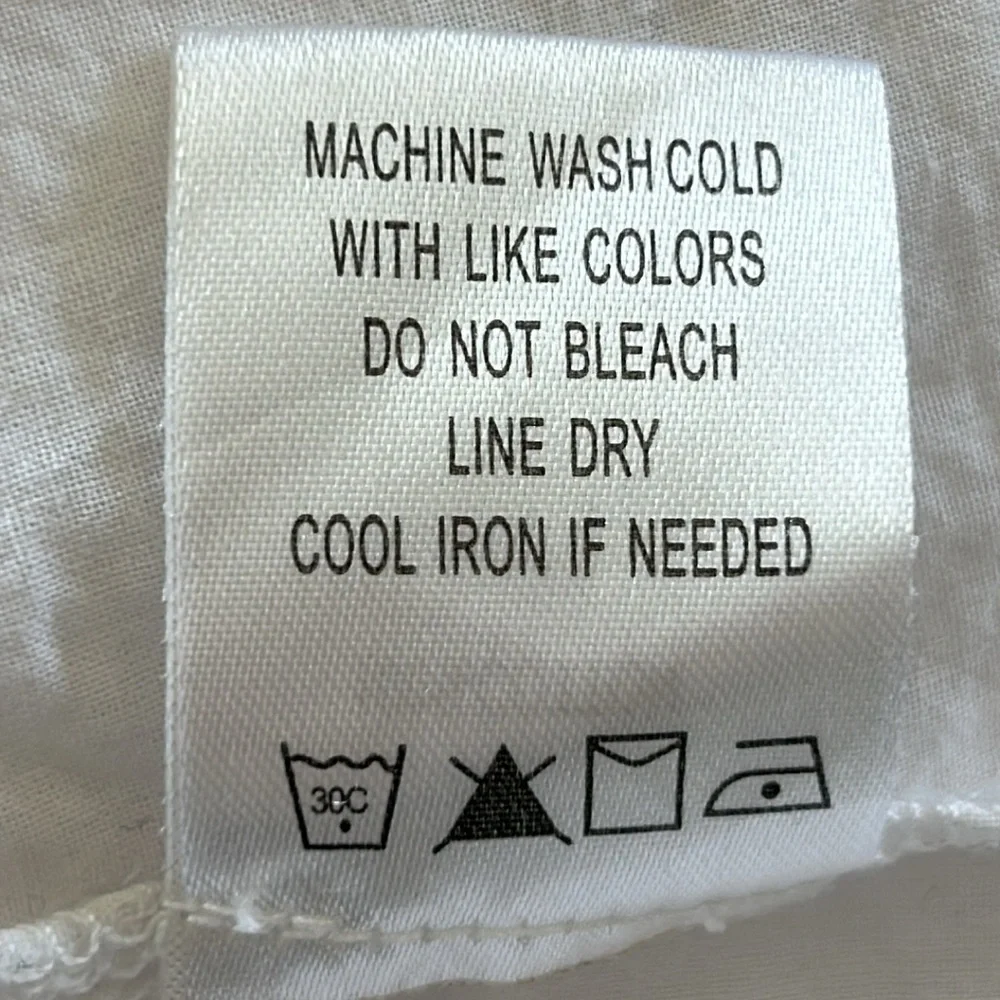 MACHINE WASH COLD
WITH LIKE COLORS
DO NOT BLEACH
LINE DRY
COOL IRON IF NEEDED
30C